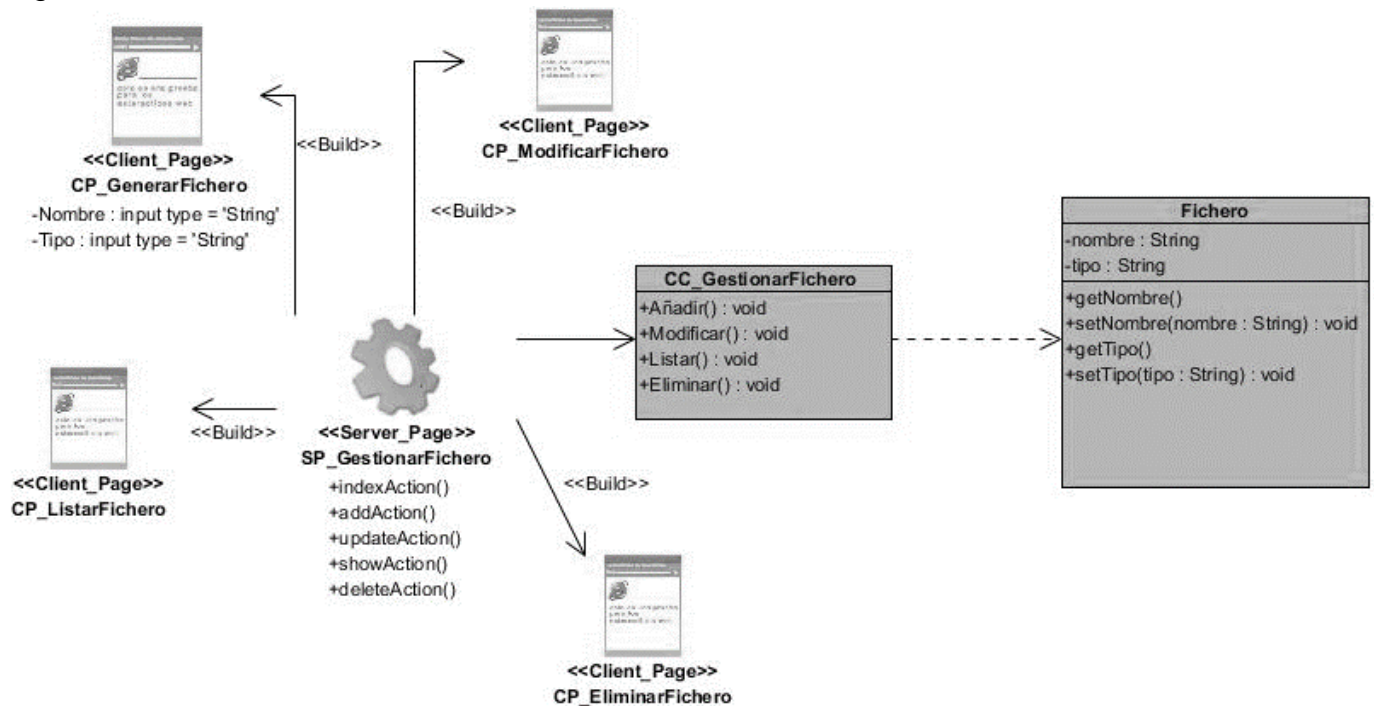 <<Client_Page>>
CP_GenerarFichero
-Nombre : input type = 'String'
-Tipo : input type = 'String'
<<Build>>
<<Client_Page>>
CP_ModificarFichero
<<Build>>
Fichero
-nombre : String
-tipo : String
+getNombre()
+setNombre(nombre : String) : void
+getTipo()
+setTipo(tipo : String) : void
CC_GestionarFichero
+Añadir() : void
+Modificar() : void
+Listar() : void
+Eliminar() : void
<<Build>>
<<Client_Page>>
CP_ListarFichero
<<Server_Page>>
SP_GestionarFichero
+indexAction()
+addAction()
+updateAction()
+showAction()
+deleteAction()
<<Build>>
<<Client_Page>>
CP_EliminarFichero